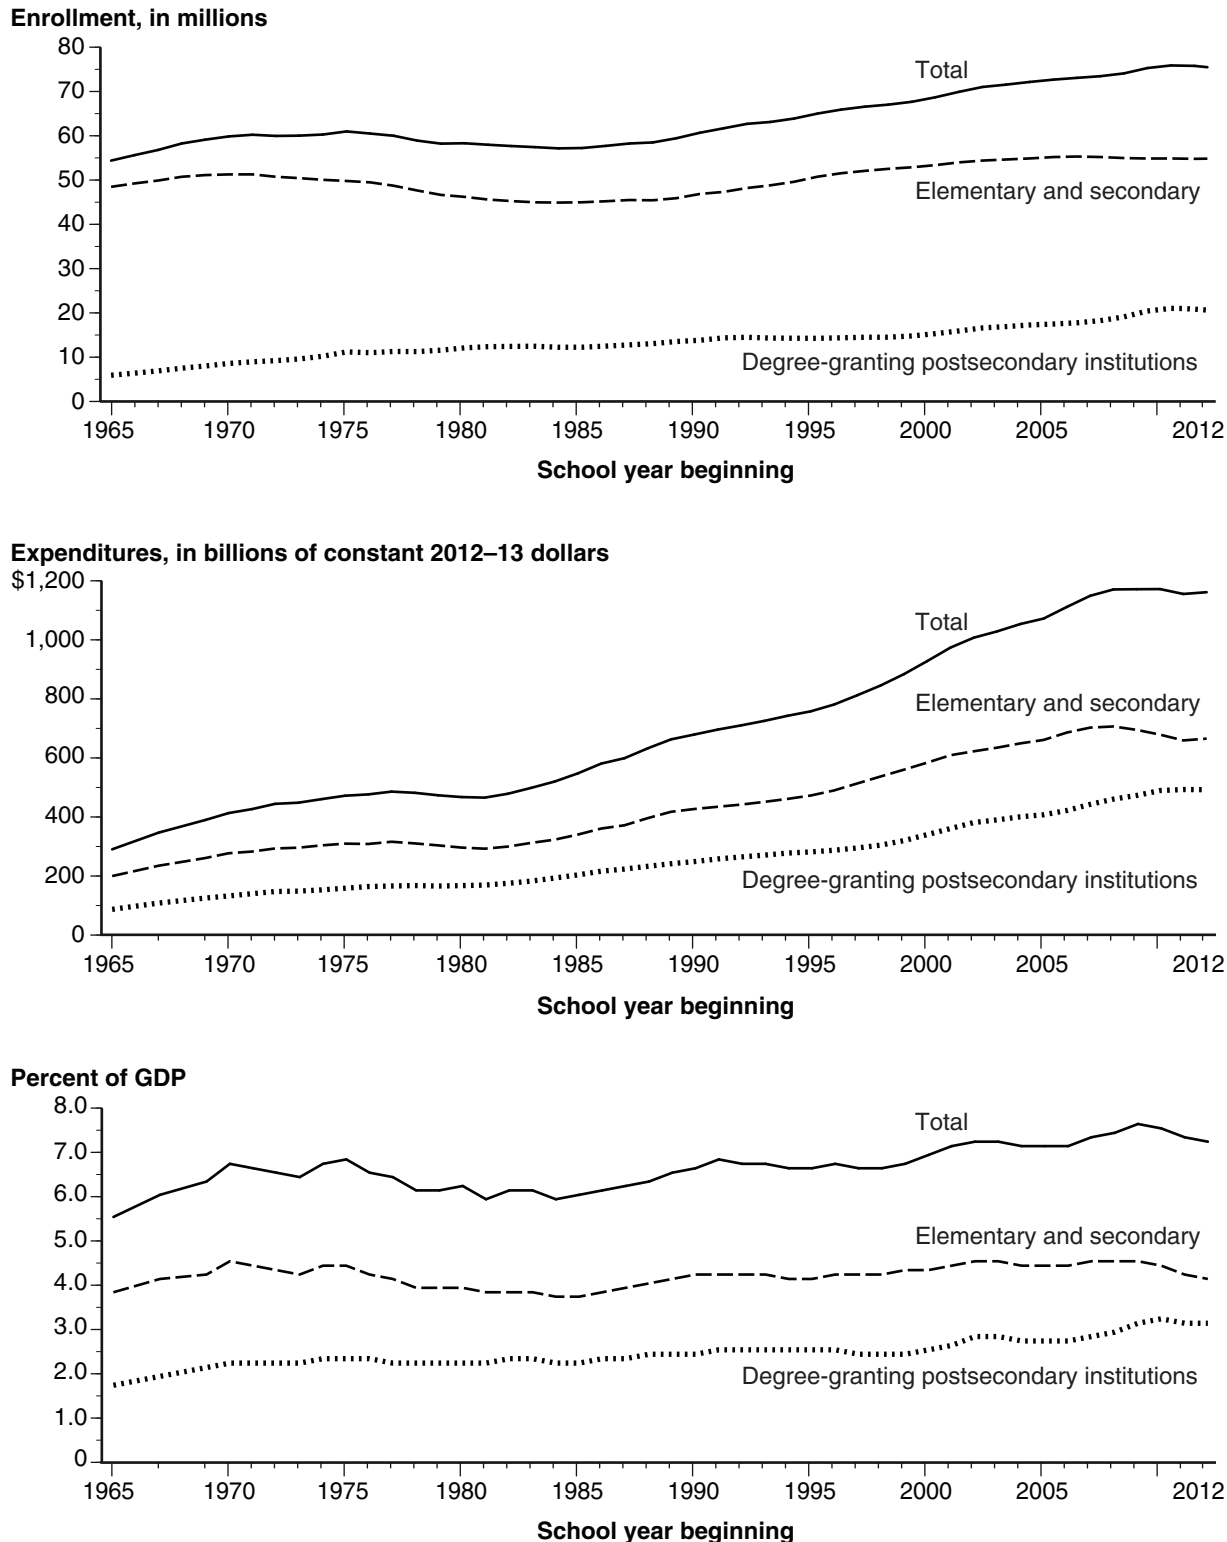 Enrollment, in millions
80
Total
70
60
50
Elementary and secondary
40
30
20
10
Degree-granting postsecondary institutions
0
1965 1970 1975 1980 1985 1990 1995 2000 2005 2012
School year beginning
Expenditures, in billions of constant 2012–13 dollars
$1,200
Total
1,000
800
Elementary and secondary
600
400
200
Degree-granting postsecondary institutions
0
1965 1970 1975 1980 1985 1990 1995 2000 2005 2012
School year beginning
Percent of GDP
8.0
Total
7.0
6.0
5.0
Elementary and secondary
4.0
3.0
2.0
Degree-granting postsecondary institutions
1.0
0
1965 1970 1975 1980 1985 1990 1995 2000 2005 2012
School year beginning